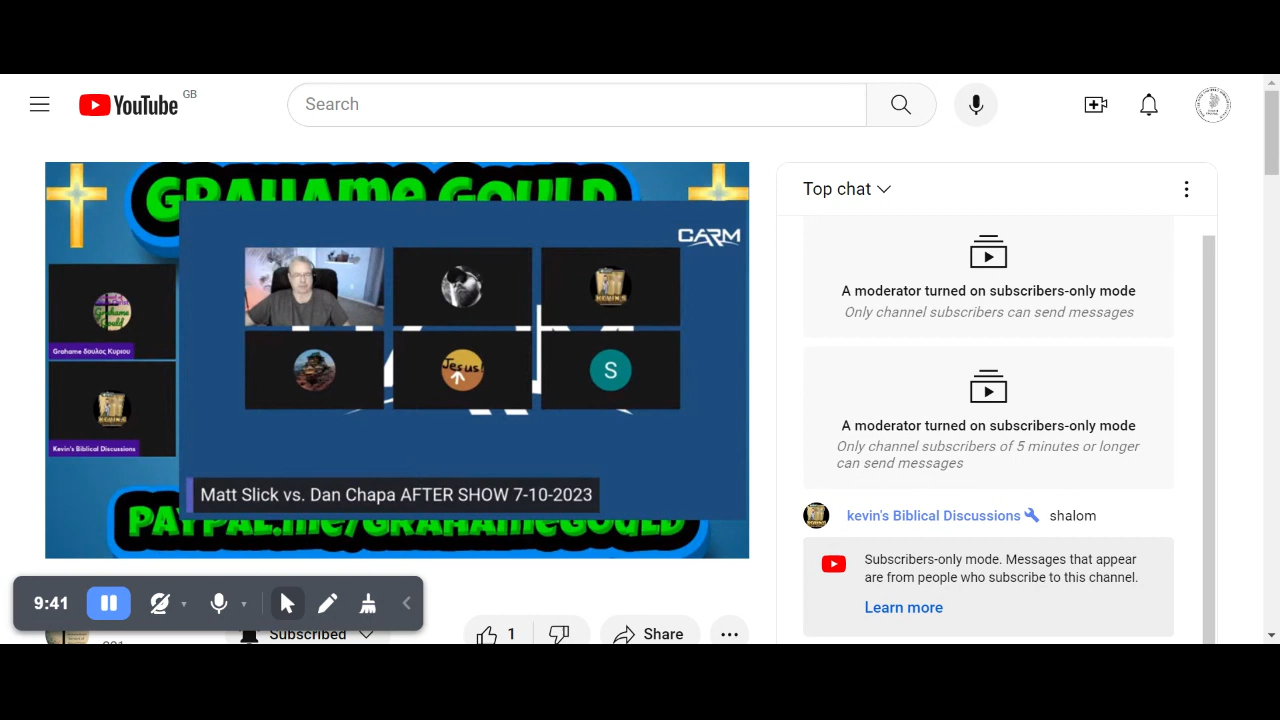 YouTube GB
Search
GRAHAME GOULD
CARM
Jesus!
S
Grahame δουλος Κυριου
Kevin's Biblical Discussions
Matt Slick vs. Dan Chapa AFTER SHOW 7-10-2023
PAYPAL.me/GRAHAMEGOULD
Top chat
A moderator turned on subscribers-only mode
Only channel subscribers can send messages
A moderator turned on subscribers-only mode
Only channel subscribers of 5 minutes or longer
can send messages
kevin's Biblical Discussions shalom
Subscribers-only mode. Messages that appear
are from people who subscribe to this channel.
Learn more
9:41
Subscribed
1
Share